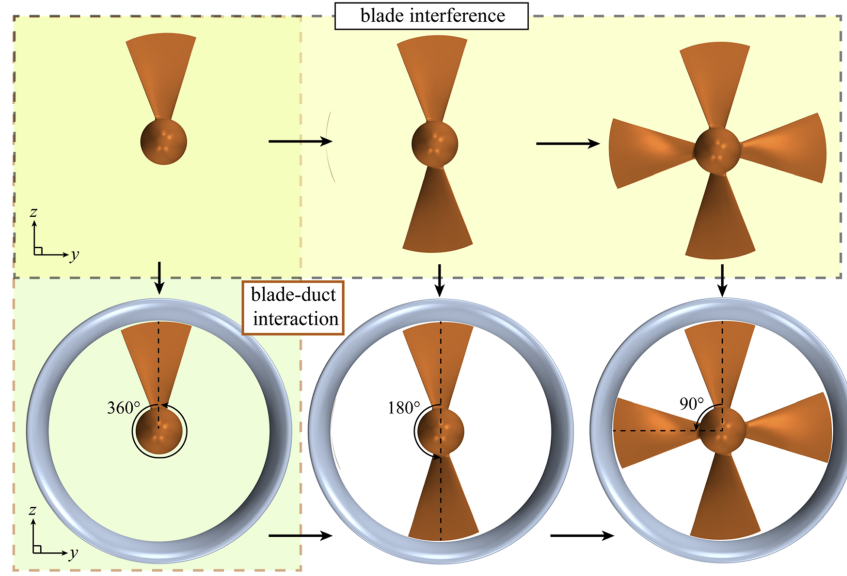 blade interference
z
y
blade-duct
interaction
360°
180°
90°
z
y